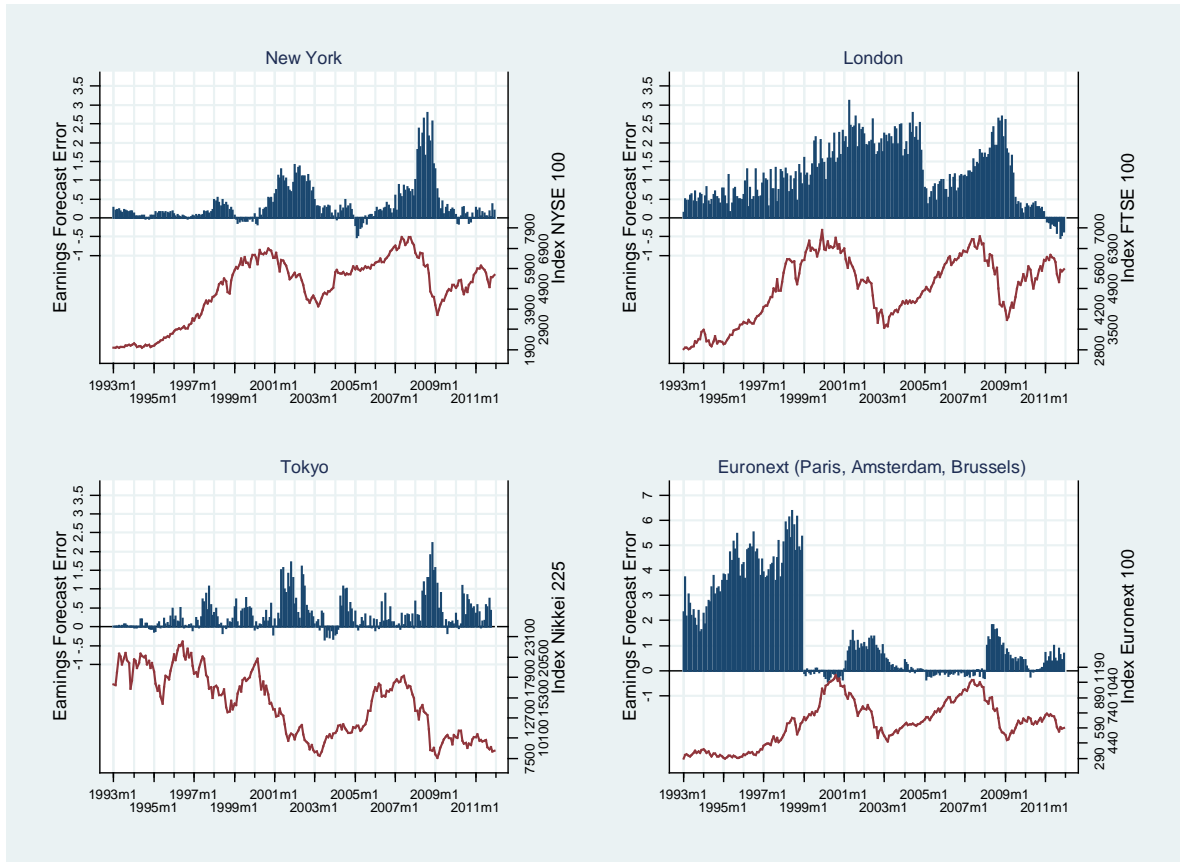 New York
Earnings Forecast Error
-1 -.5 0 .5 1 1.5 2 2.5 3 3.5
1900 2900 3900 4900 5900 6900 7900
Index NYSE 100
1993m1 1997m1 2001m1 2005m1 2009m1
1995m1 1999m1 2003m1 2007m1 2011m1
London
Earnings Forecast Error
-1 -.5 0 .5 1 1.5 2 2.5 3 3.5
2800 3500 4200 4900 5600 6300 7000
Index FTSE 100
1993m1 1997m1 2001m1 2005m1 2009m1
1995m1 1999m1 2003m1 2007m1 2011m1
Tokyo
Earnings Forecast Error
-1 -.5 0 .5 1 1.5 2 2.5 3 3.5
7500 10100 12700 15300 17900 20500 23100
Index Nikkei 225
1993m1 1997m1 2001m1 2005m1 2009m1
1995m1 1999m1 2003m1 2007m1 2011m1
Euronext (Paris, Amsterdam, Brussels)
Earnings Forecast Error
-1 0 1 2 3 4 5 6 7
290 440 590 740 890 1040 1190
Index Euronext 100
1993m1 1997m1 2001m1 2005m1 2009m1
1995m1 1999m1 2003m1 2007m1 2011m1